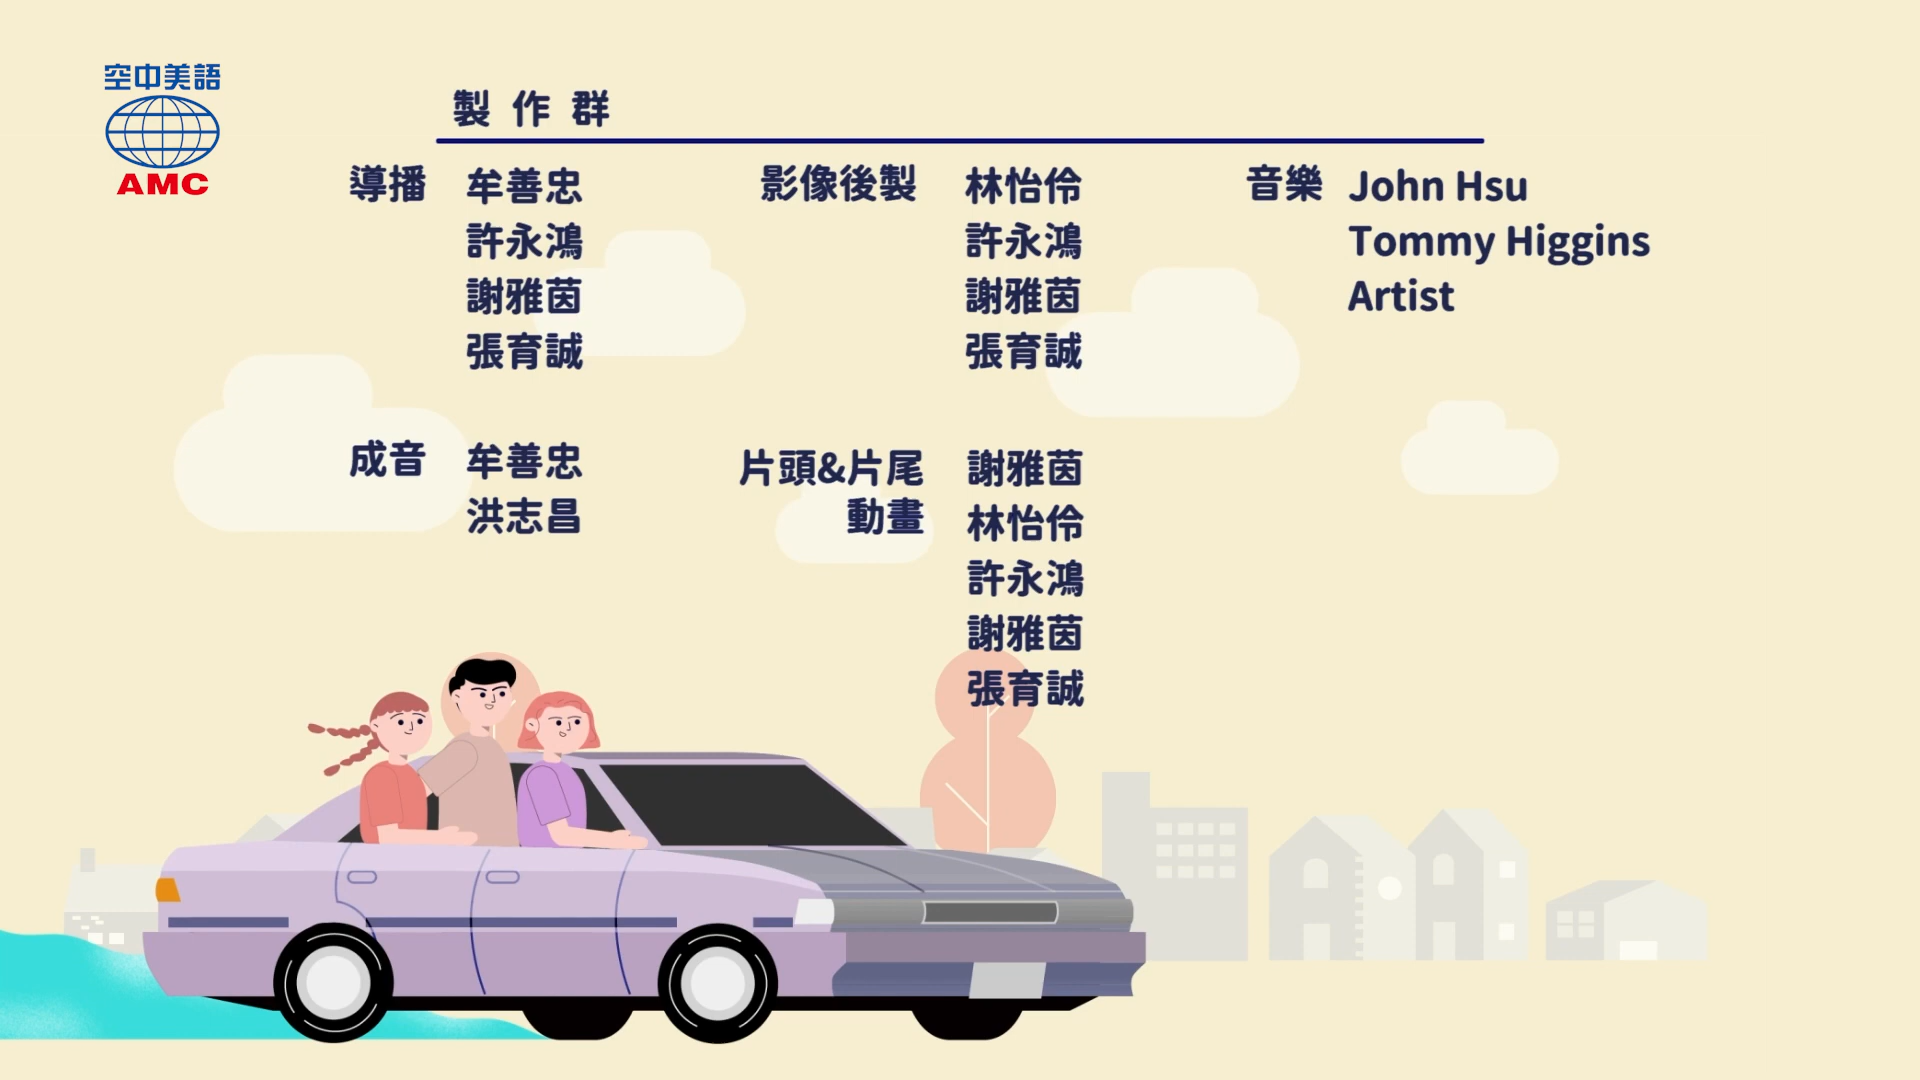 空中美語
AMC
製作群
導播
牟善忠
許永鴻
謝雅茵
張育誠
影像後製
林怡伶
許永鴻
謝雅茵
張育誠
音樂
John Hsu
Tommy Higgins
Artist
成音
牟善忠
洪志昌
片頭&片尾
動畫
謝雅茵
林怡伶
許永鴻
謝雅茵
張育誠